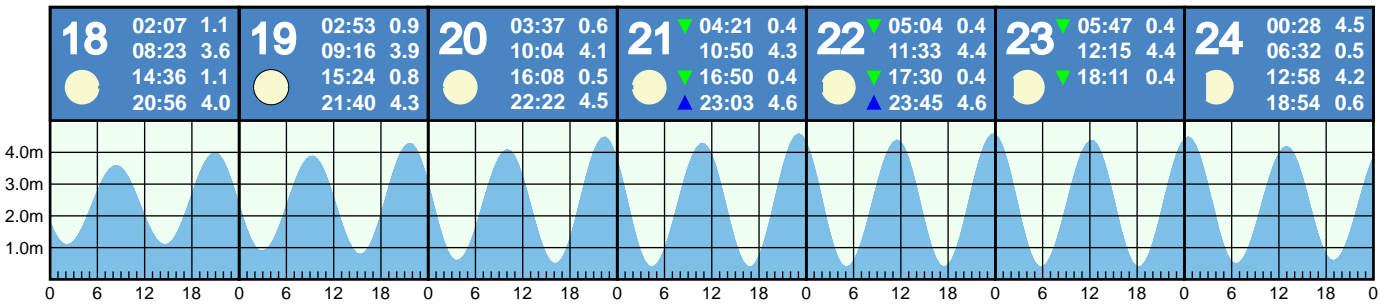 18
02:07 1.1
08:23 3.6
14:36 1.1
20:56 4.0
19
02:53 0.9
09:16 3.9
15:24 0.8
21:40 4.3
20
03:37 0.6
10:04 4.1
16:08 0.5
22:22 4.5
21
▼ 04:21 0.4
10:50 4.3
▼ 16:50 0.4
▲ 23:03 4.6
22
▼ 05:04 0.4
11:33 4.4
▼ 17:30 0.4
▲ 23:45 4.6
23
▼ 05:47 0.4
12:15 4.4
▼ 18:11 0.4
24
00:28 4.5
06:32 0.5
12:58 4.2
18:54 0.6
4.0m
3.0m
2.0m
1.0m
0 6 12 18 0 6 12 18 0 6 12 18 0 6 12 18 0 6 12 18 0 6 12 18 0 6 12 18 0